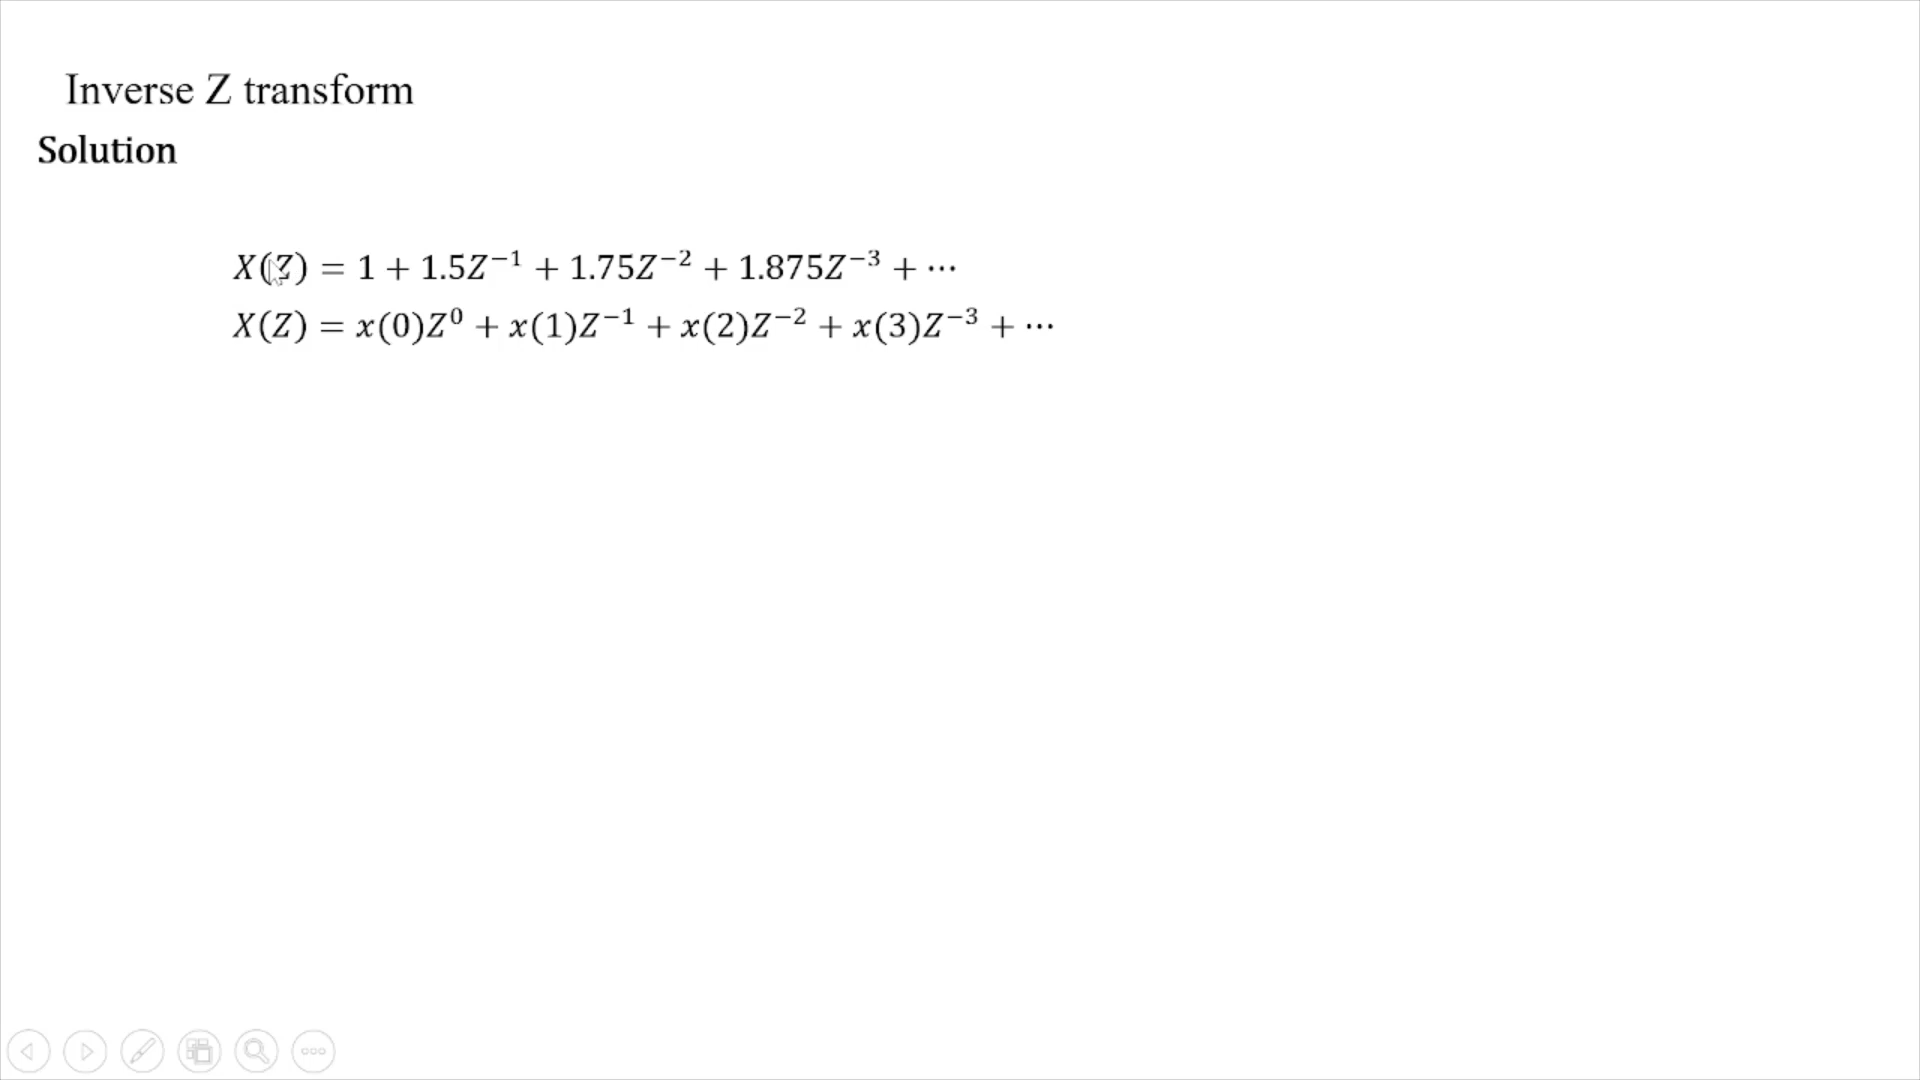 Inverse Z transform
Solution
X(Z) = 1 + 1.5Z⁻¹ + 1.75Z⁻² + 1.875Z⁻³ + ⋯
X(Z) = x(0)Z⁰ + x(1)Z⁻¹ + x(2)Z⁻² + x(3)Z⁻³ + ⋯